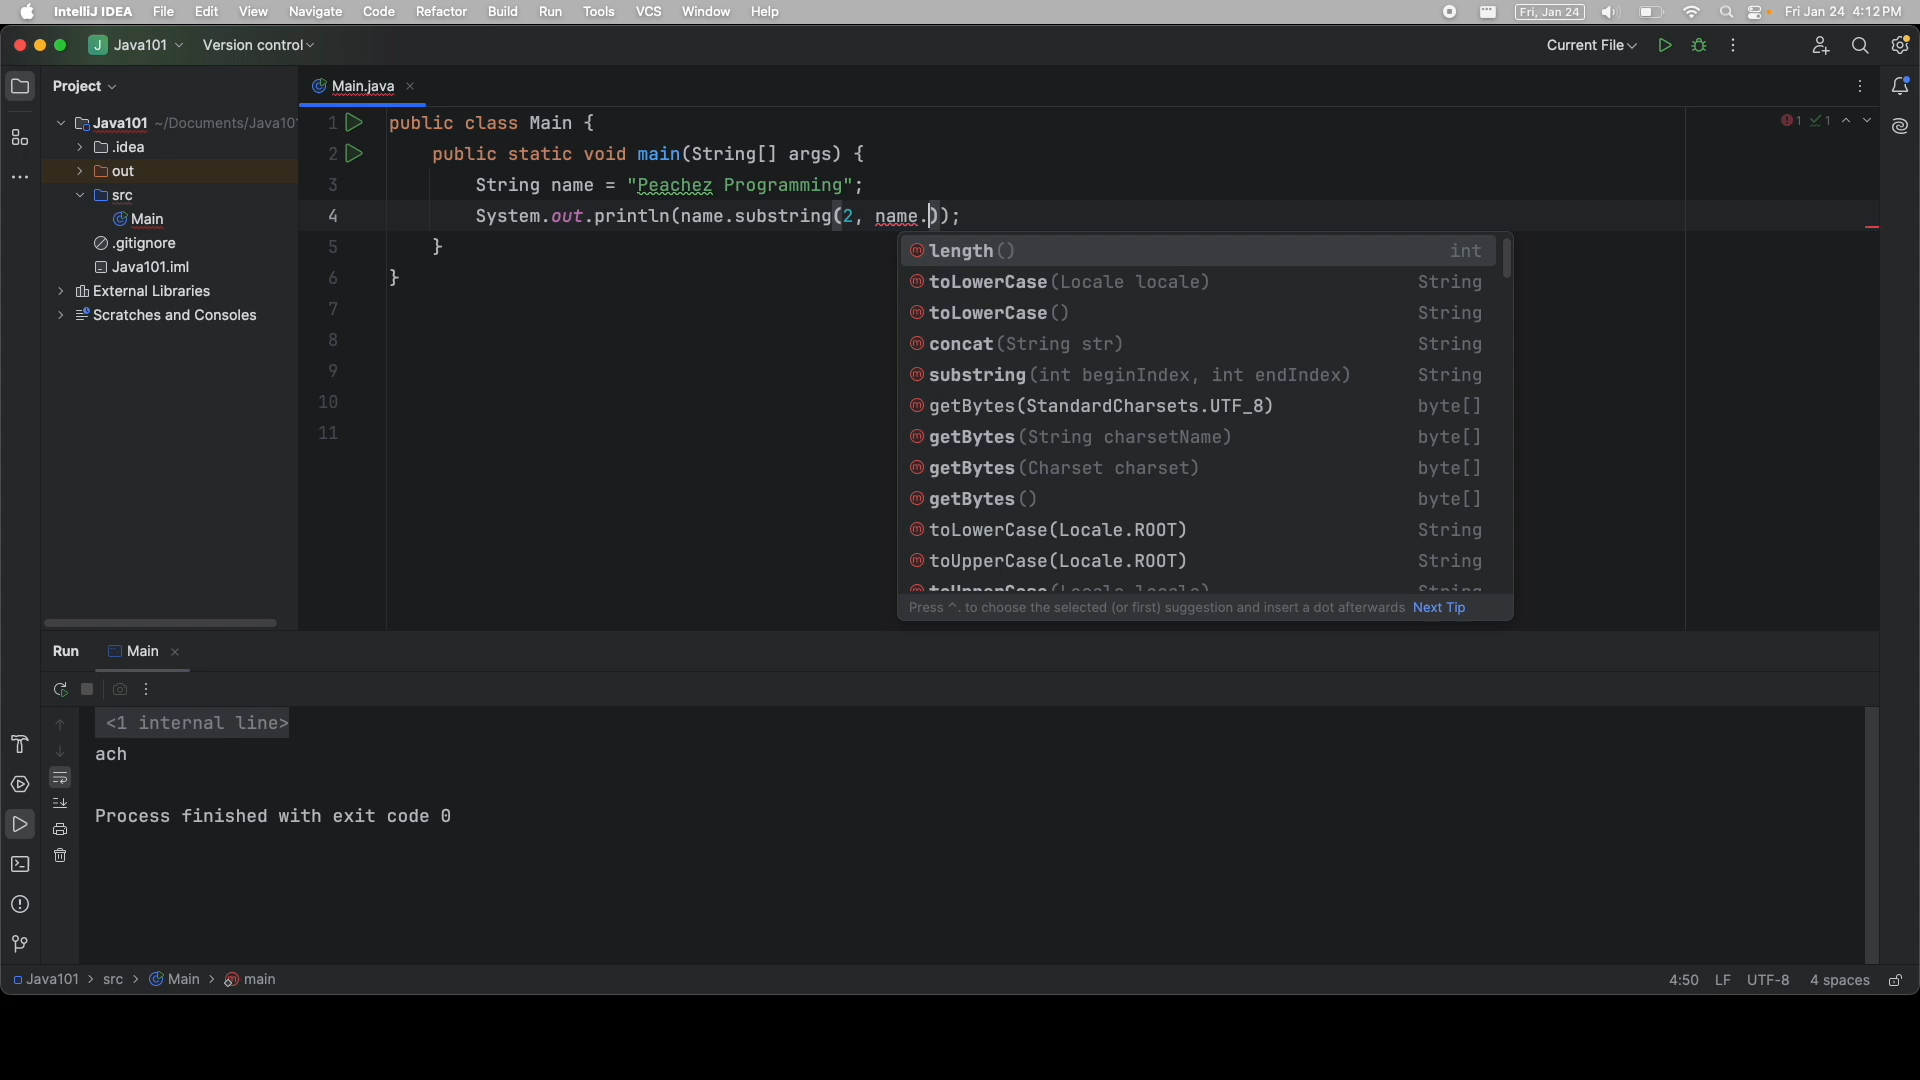 IntelliJ IDEA File Edit View Navigate Code Refactor Build Run Tools VCS Window Help Fri, Jan 24 Fri Jan 24 4:12 PM
J Java101 Version control Current File
Project
Main.java
Java101 ~/Documents/Java10
.idea
out
src
Main
.gitignore
Java101.iml
External Libraries
Scratches and Consoles
1 public class Main {
2 public static void main(String[] args) {
3 String name = "Peachez Programming";
4 System.out.println(name.substring(2, name.));
5 }
6 }
7
8
9
10
11
1 1
length() int
toLowerCase(Locale locale) String
toLowerCase() String
concat(String str) String
substring(int beginIndex, int endIndex) String
getBytes(StandardCharsets.UTF_8) byte[]
getBytes(String charsetName) byte[]
getBytes(Charset charset) byte[]
getBytes() byte[]
toLowerCase(Locale.ROOT) String
toUpperCase(Locale.ROOT) String
toUpperCase(Locale locale) String
Press ^. to choose the selected (or first) suggestion and insert a dot afterwards Next Tip
Run Main
<1 internal line>
ach
Process finished with exit code 0
Java101 > src > Main > main 4:50 LF UTF-8 4 spaces